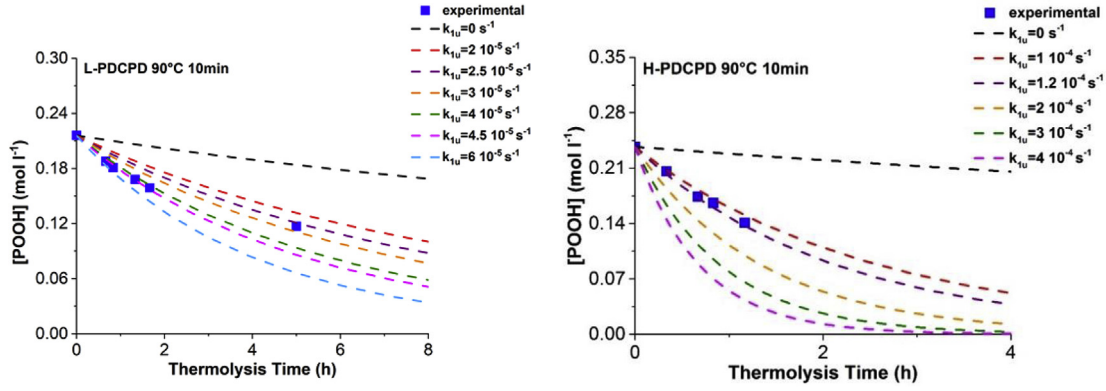 experimental
k1u=0 s-1
k1u=2 10-5 s-1
k1u=2.5 10-5 s-1
k1u=3 10-5 s-1
k1u=4 10-5 s-1
k1u=4.5 10-5 s-1
k1u=6 10-5 s-1
L-PDCPD 90°C 10min
[POOH] (mol l-1)
0.30
0.24
0.18
0.12
0.06
0.00
0 2 4 6 8
Thermolysis Time (h)
experimental
k1u=0 s-1
k1u=1 10-4 s-1
k1u=1.2 10-4 s-1
k1u=2 10-4 s-1
k1u=3 10-4 s-1
k1u=4 10-4 s-1
H-PDCPD 90°C 10min
[POOH] (mol l-1)
0.35
0.28
0.21
0.14
0.07
0.00
0 2 4
Thermolysis Time (h)